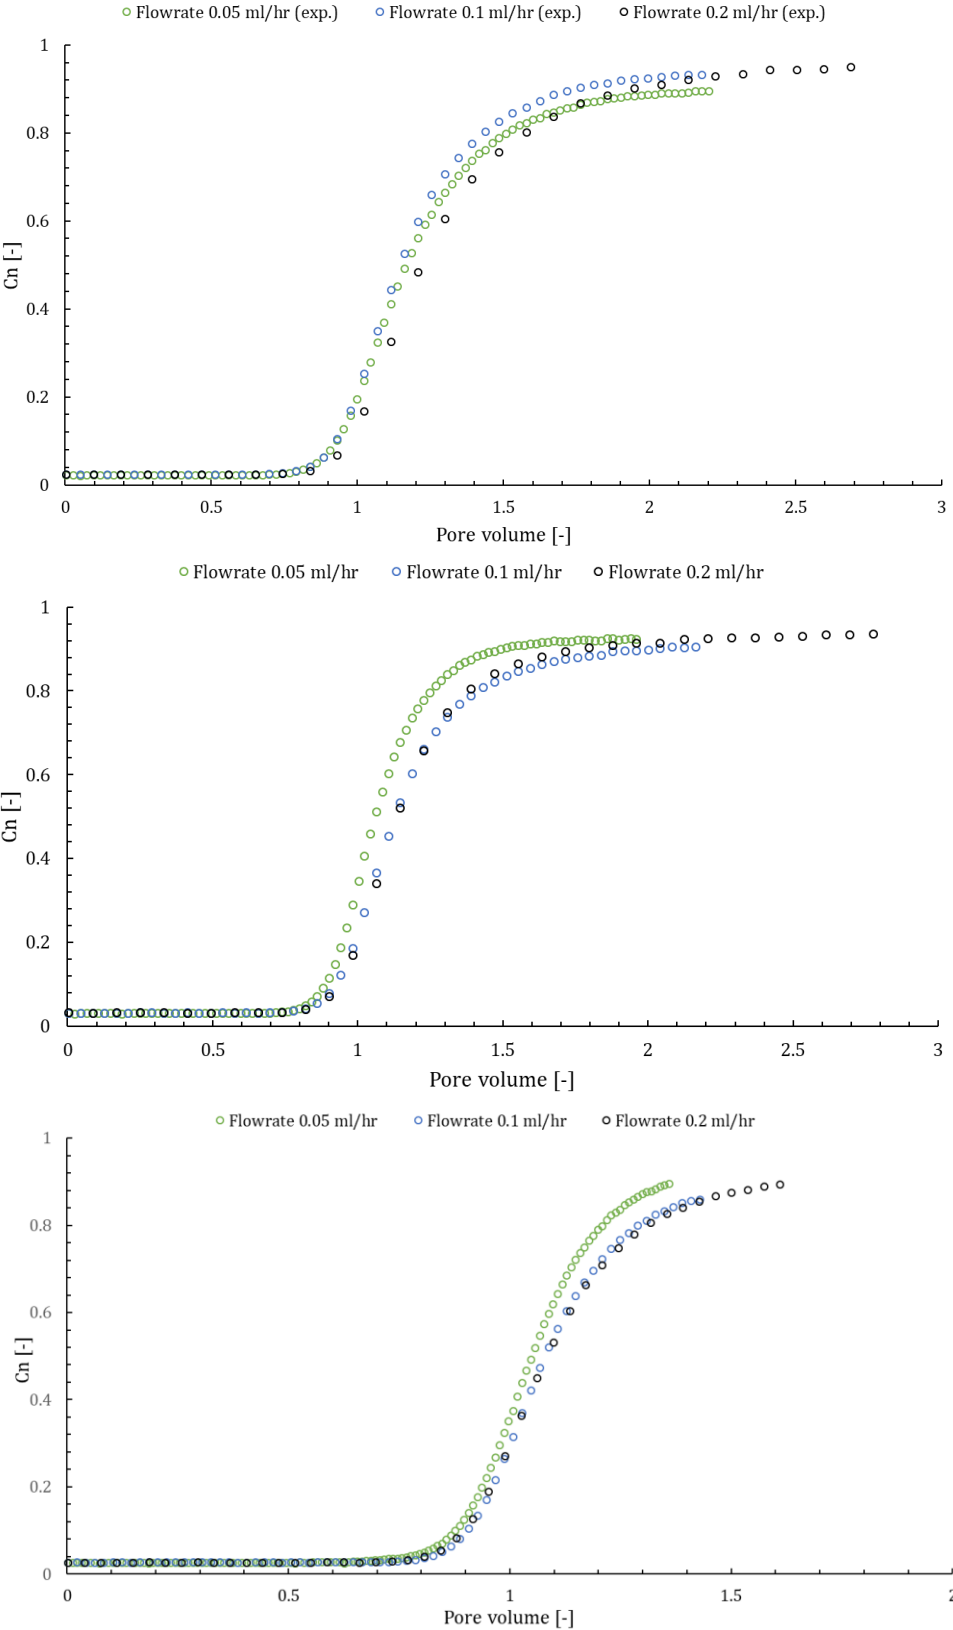 Flowrate 0.05 ml/hr (exp.) Flowrate 0.1 ml/hr (exp.) Flowrate 0.2 ml/hr (exp.)
1
0.8
0.6
Cn [-]
0.4
0.2
0
0 0.5 1 1.5 2 2.5 3
Pore volume [-]
Flowrate 0.05 ml/hr Flowrate 0.1 ml/hr Flowrate 0.2 ml/hr
1
0.8
0.6
Cn [-]
0.4
0.2
0
0 0.5 1 1.5 2 2.5 3
Pore volume [-]
Flowrate 0.05 ml/hr Flowrate 0.1 ml/hr Flowrate 0.2 ml/hr
1
0.8
0.6
Cn [-]
0.4
0.2
0
0 0.5 1 1.5 2
Pore volume [-]